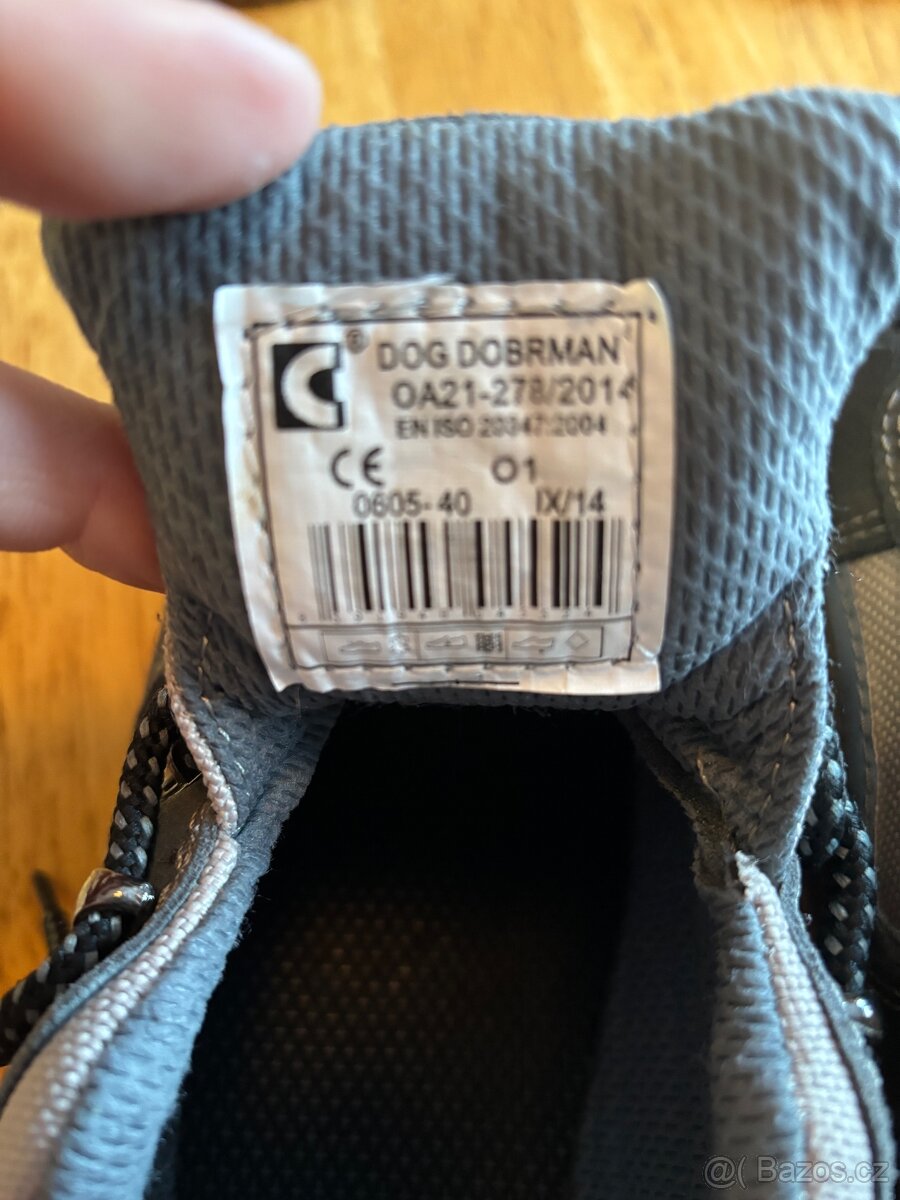 ® DOG DOBRMAN
OA21-278/2014
EN ISO 20347:2004
CE O1
0605-40 IX/14
@( Bazos.cz